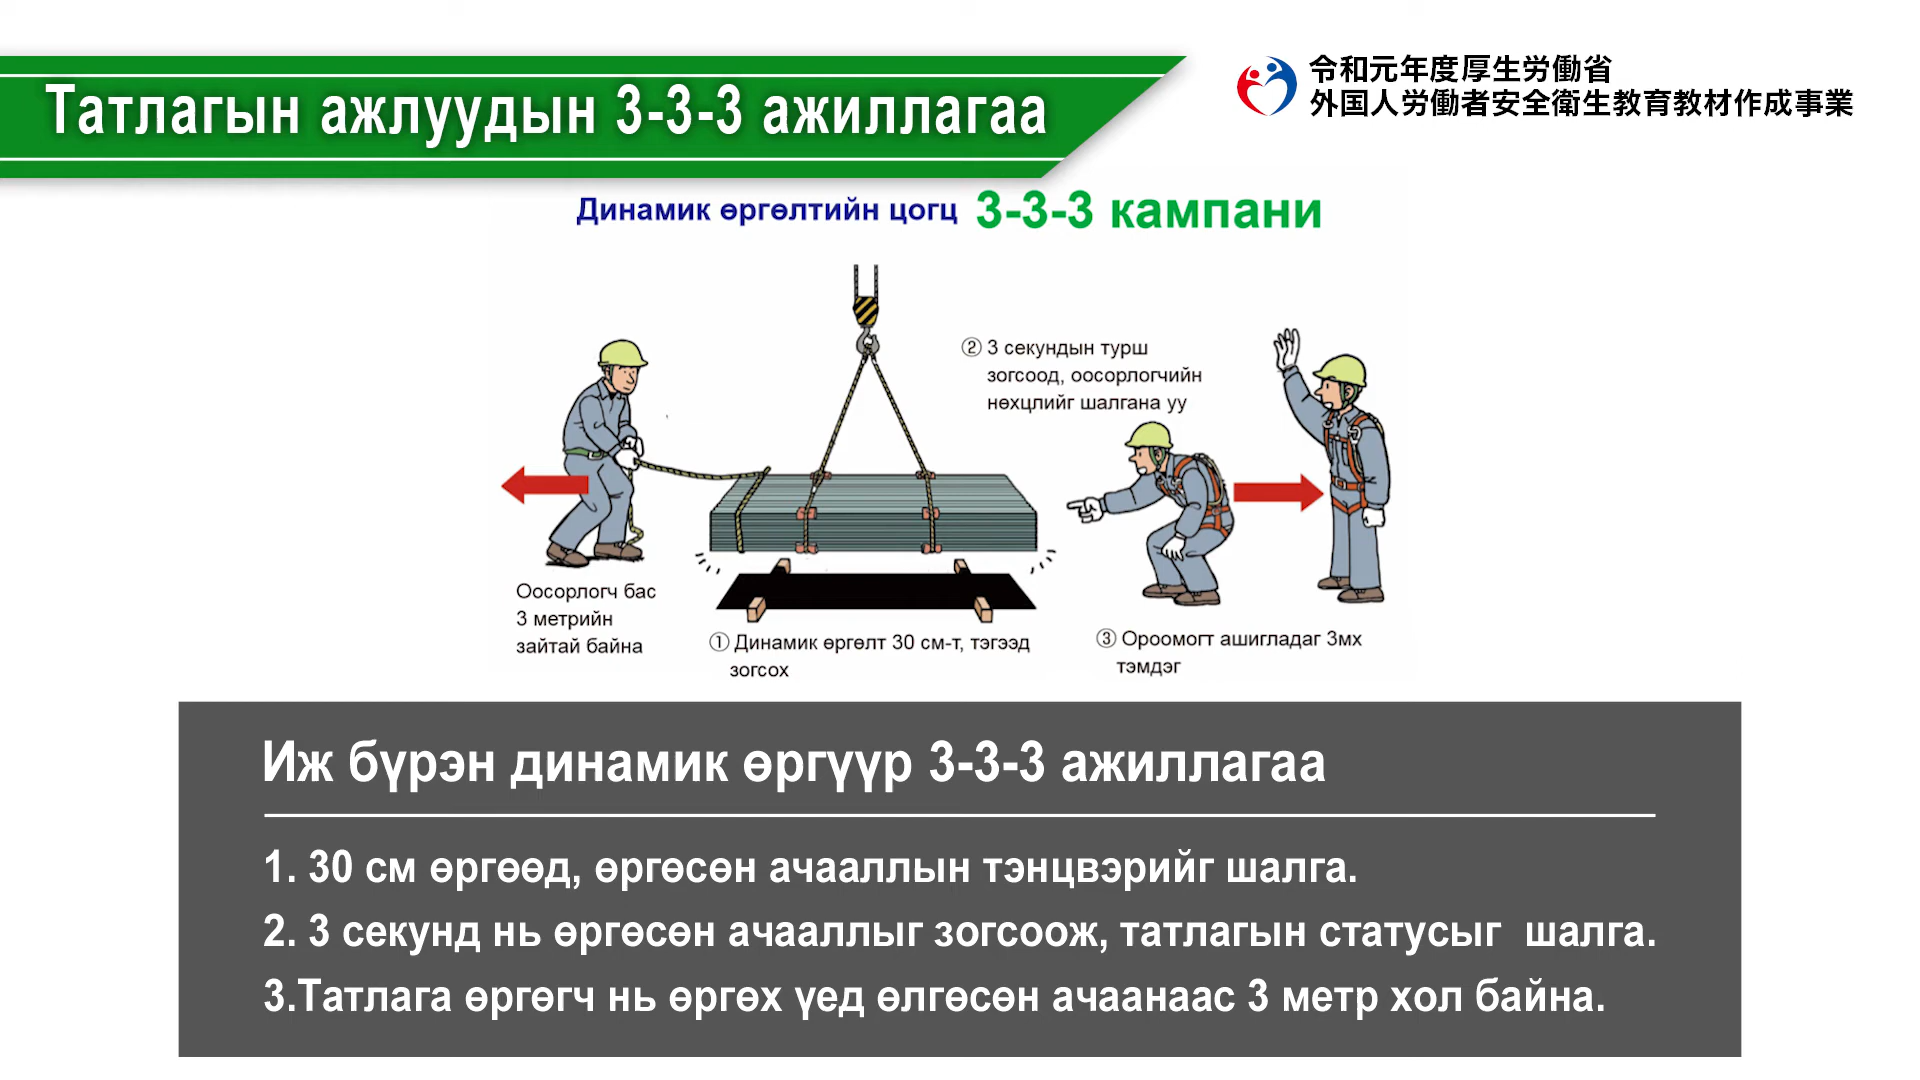 Татлагын ажлуудын 3-3-3 ажиллагаа
令和元年度厚生労働省
外国人労働者安全衛生教育教材作成事業
Динамик өргөлтийн цогц 3-3-3 кампани
② 3 секундын турш
зогсоод, оосорлогчийн
нөхцлийг шалгана уу
Оосорлогч бас
3 метрийн
зайтай байна
① Динамик өргөлт 30 см-т, тэгээд
зогсох
③ Ороомогт ашигладаг 3мх
тэмдэг
Иж бүрэн динамик өргүүр 3-3-3 ажиллагаа
1. 30 см өргөөд, өргөсөн ачааллын тэнцвэрийг шалга.
2. 3 секунд нь өргөсөн ачааллыг зогсоож, татлагын статусыг шалга.
3.Татлага өргөгч нь өргөх үед өлгөсөн ачаанаас 3 метр хол байна.